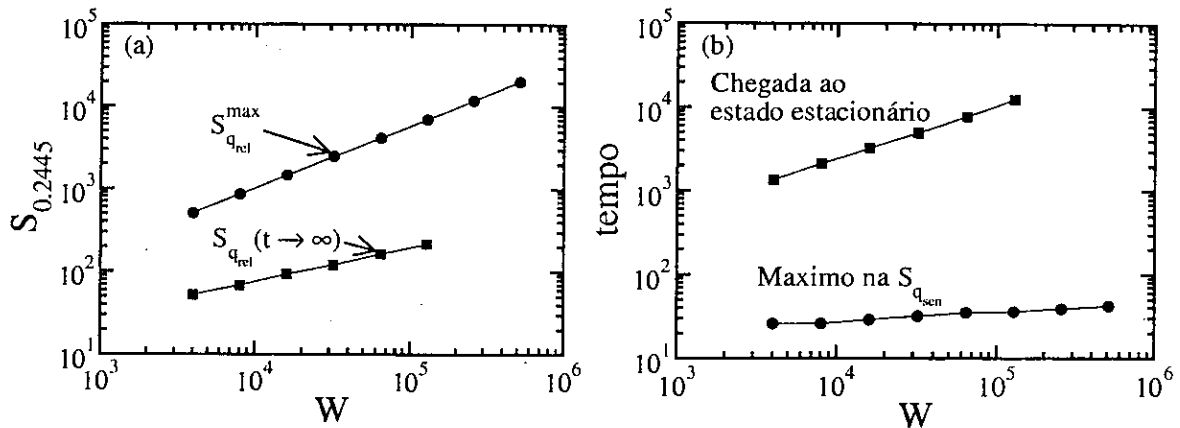 (a)
10^5
10^4
10^3
10^2
10^1
S_{0.2445}
S_{q_{rel}}^{max}
S_{q_{rel}} (t → ∞)
10^3 10^4 10^5 10^6
W
(b)
10^5
10^4
10^3
10^2
10^1
tempo
Chegada ao
estado estacionário
Maximo na S_{q_{sen}}
10^3 10^4 10^5 10^6
W